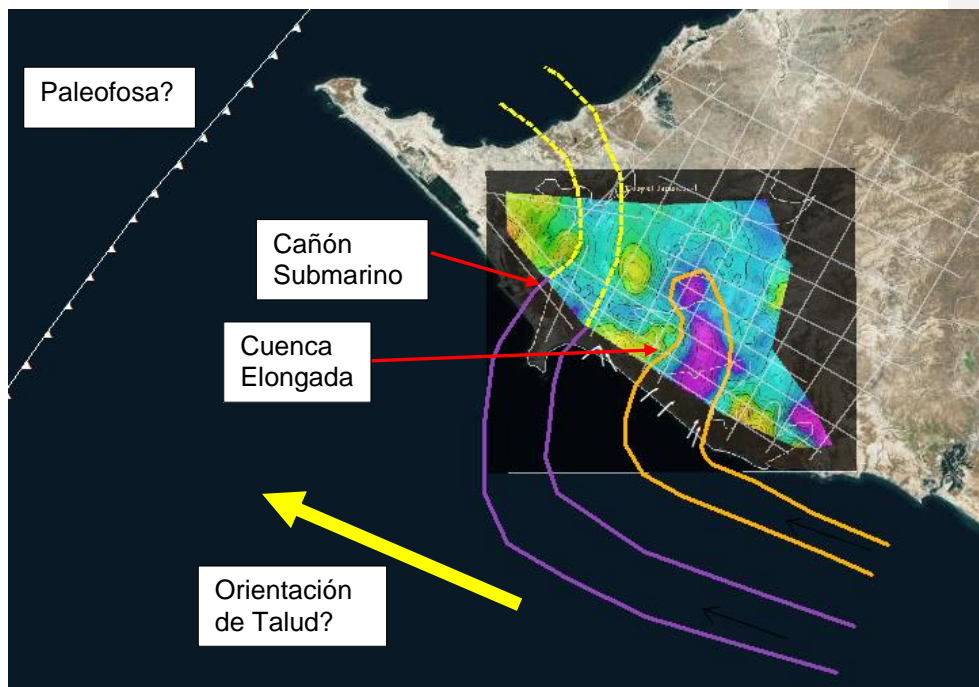 Paleofosa?
Cañón
Submarino
Cuenca
Elongada
Orientación
de Talud?